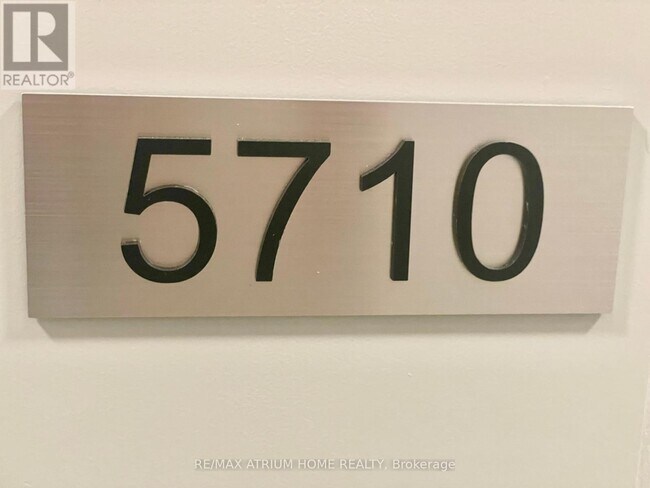 R
REALTOR®
5710
RE/MAX ATRIUM HOME REALTY, Brokerage